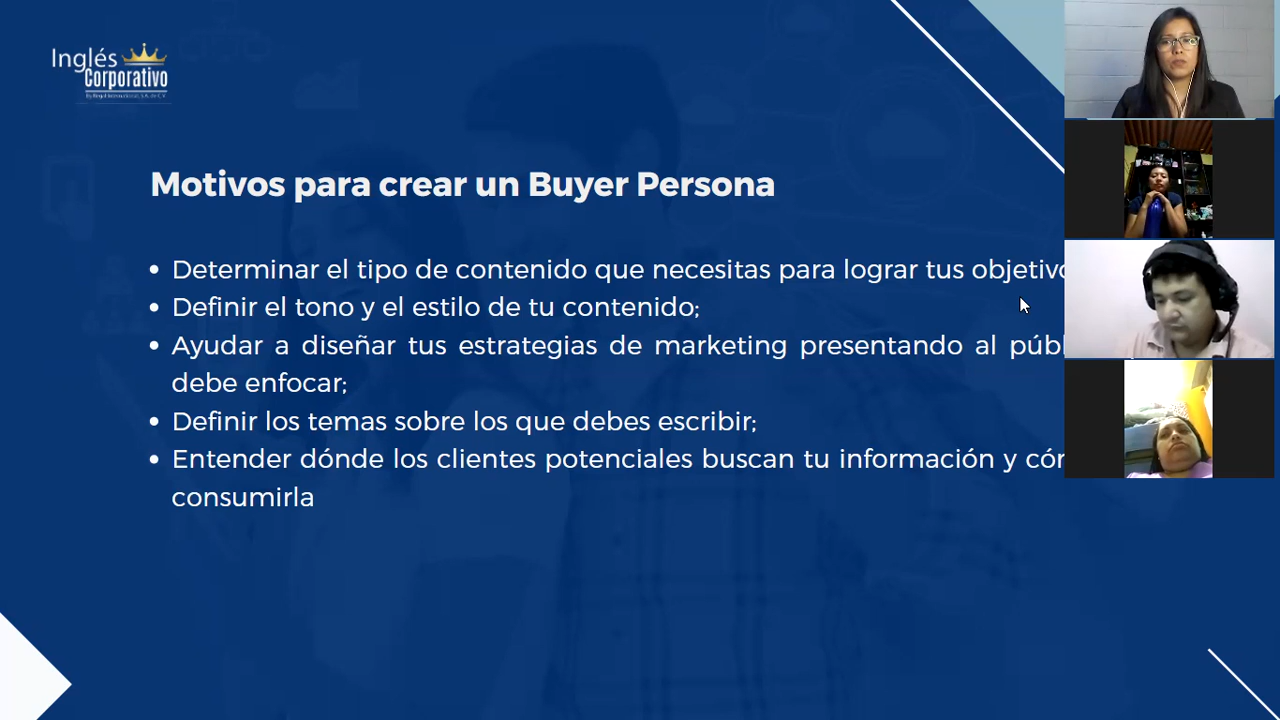 Inglés
Corporativo
Motivos para crear un Buyer Persona
• Determinar el tipo de contenido que necesitas para lograr tus objetivo
• Definir el tono y el estilo de tu contenido;
• Ayudar a diseñar tus estrategias de marketing presentando al púb
debe enfocar;
• Definir los temas sobre los que debes escribir;
• Entender dónde los clientes potenciales buscan tu información y có
consumirla